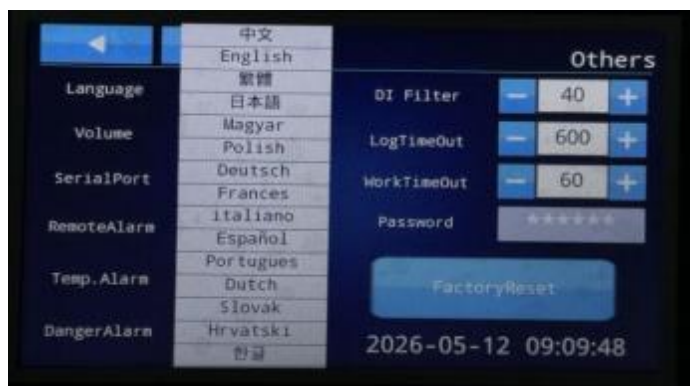 中文
English
繁體
日本語
Magyar
Polish
Deutsch
Frances
italiano
Español
Portugues
Dutch
Slovak
Hrvatski
한글
Others
Language
Volume
SerialPort
RemoteAlarm
Temp.Alarm
DangerAlarm
DI Filter
－ 40 +
LogTimeOut
－ 600 +
WorkTimeOut
－ 60 +
Password
******
FactoryReset
2026-05-12 09:09:48